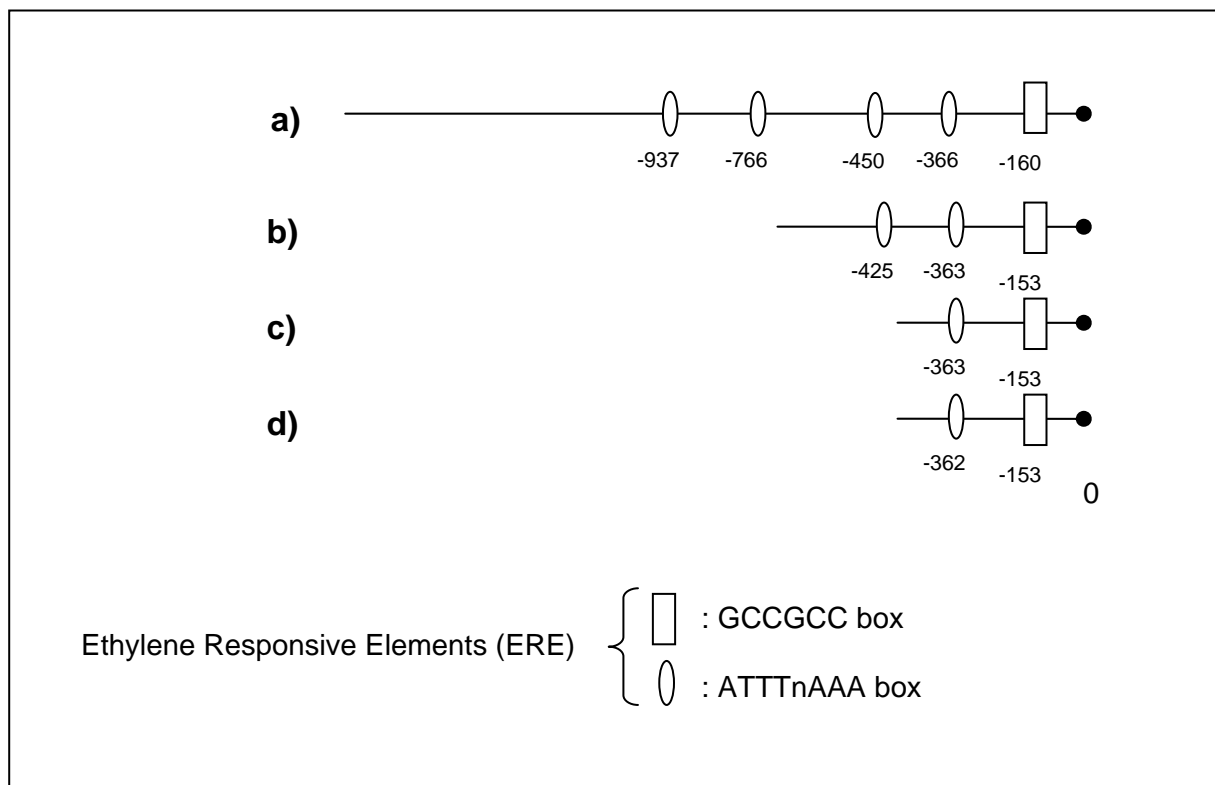 a)
-937 -766 -450 -366 -160
b)
-425 -363 -153
c)
-363 -153
d)
-362 -153
0
Ethylene Responsive Elements (ERE)
: GCCGCC box
: ATTTnAAA box